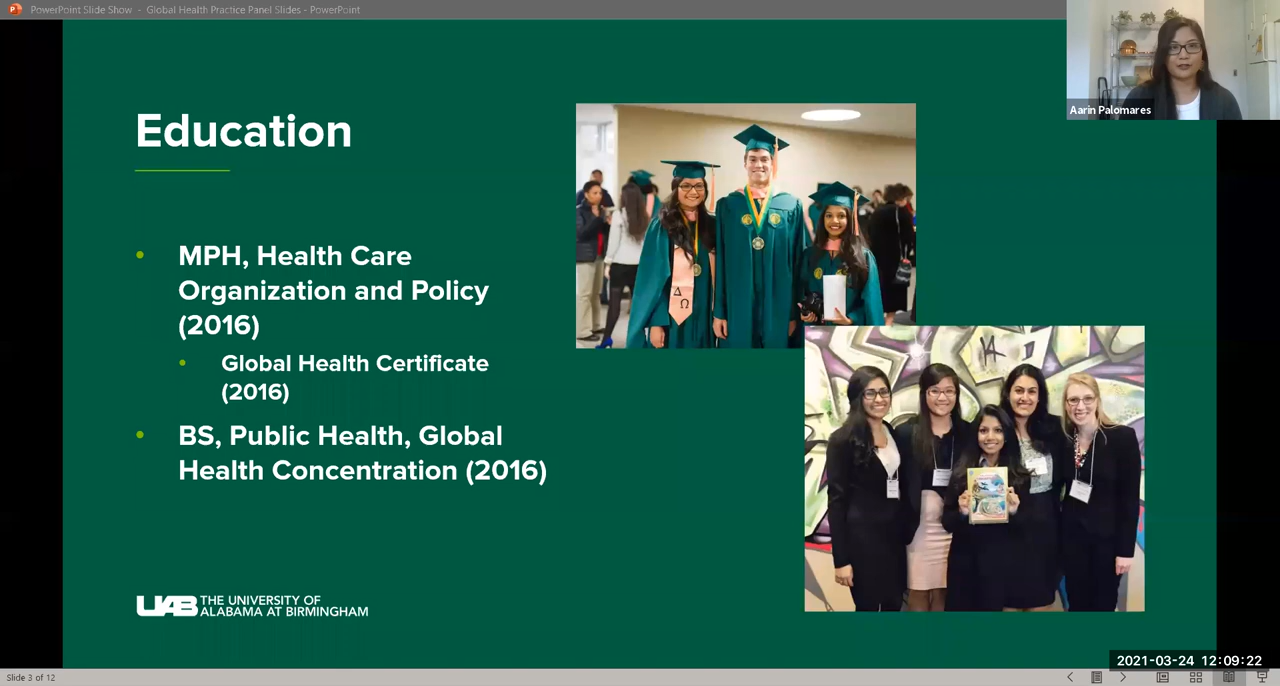 PowerPoint Slide Show - Global Health Practice Panel Slides - PowerPoint
Aarin Palomares
Education
• MPH, Health Care
Organization and Policy
(2016)
• Global Health Certificate
(2016)
• BS, Public Health, Global
Health Concentration (2016)
ΔΩ
UAB THE UNIVERSITY OF
ALABAMA AT BIRMINGHAM
2021-03-24 12:09:22
Slide 3 of 12